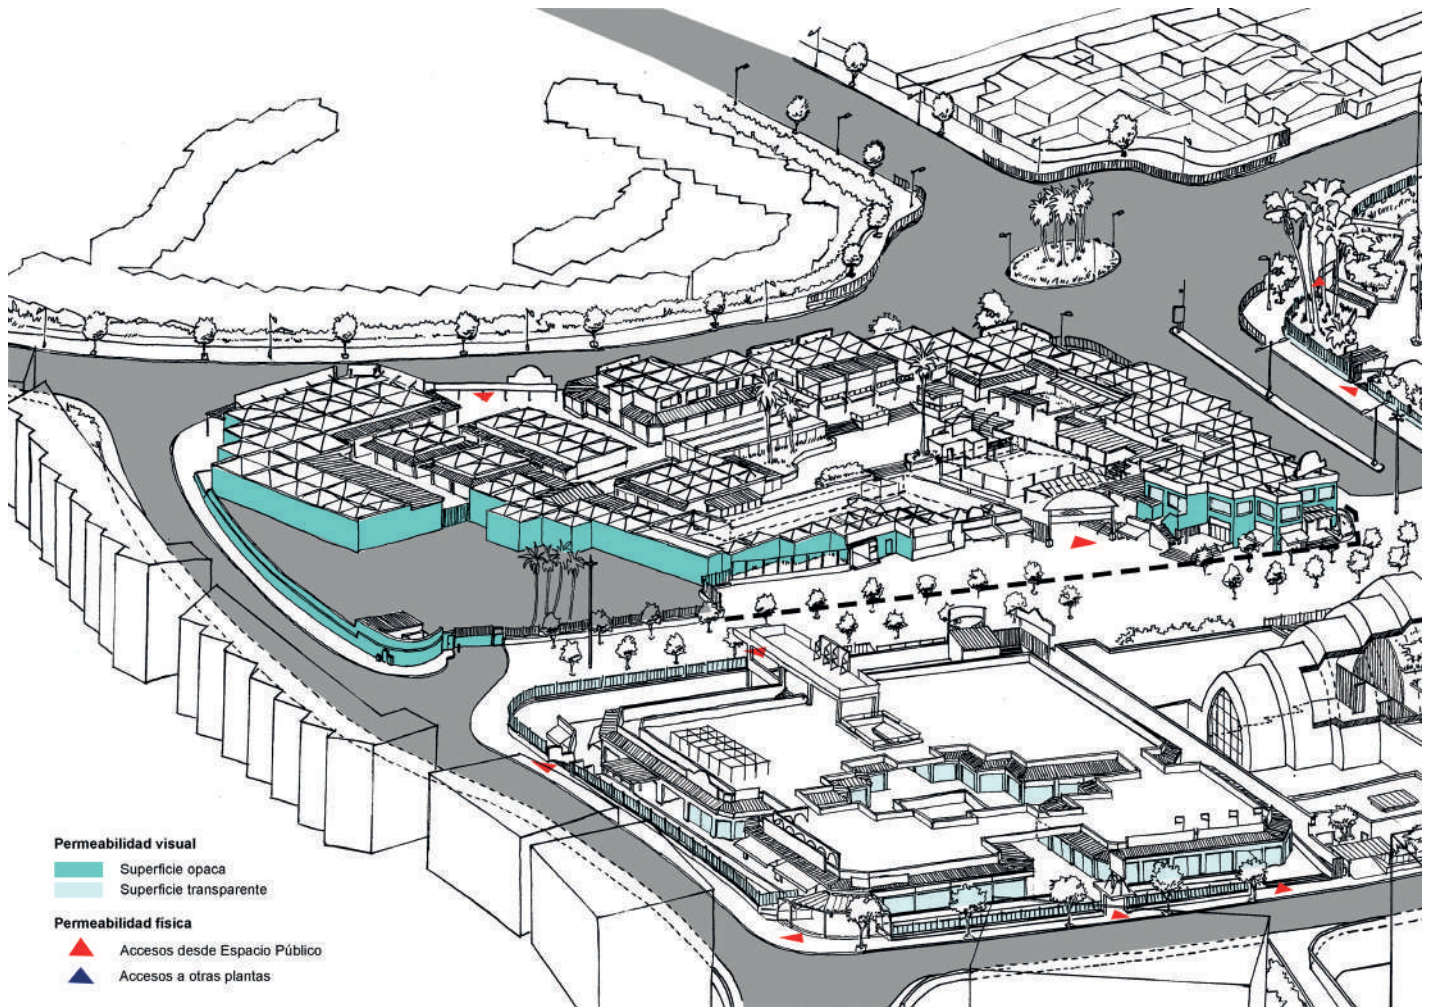 Permeabilidad visual
Superficie opaca
Superficie transparente
Permeabilidad física
Accesos desde Espacio Público
Accesos a otras plantas